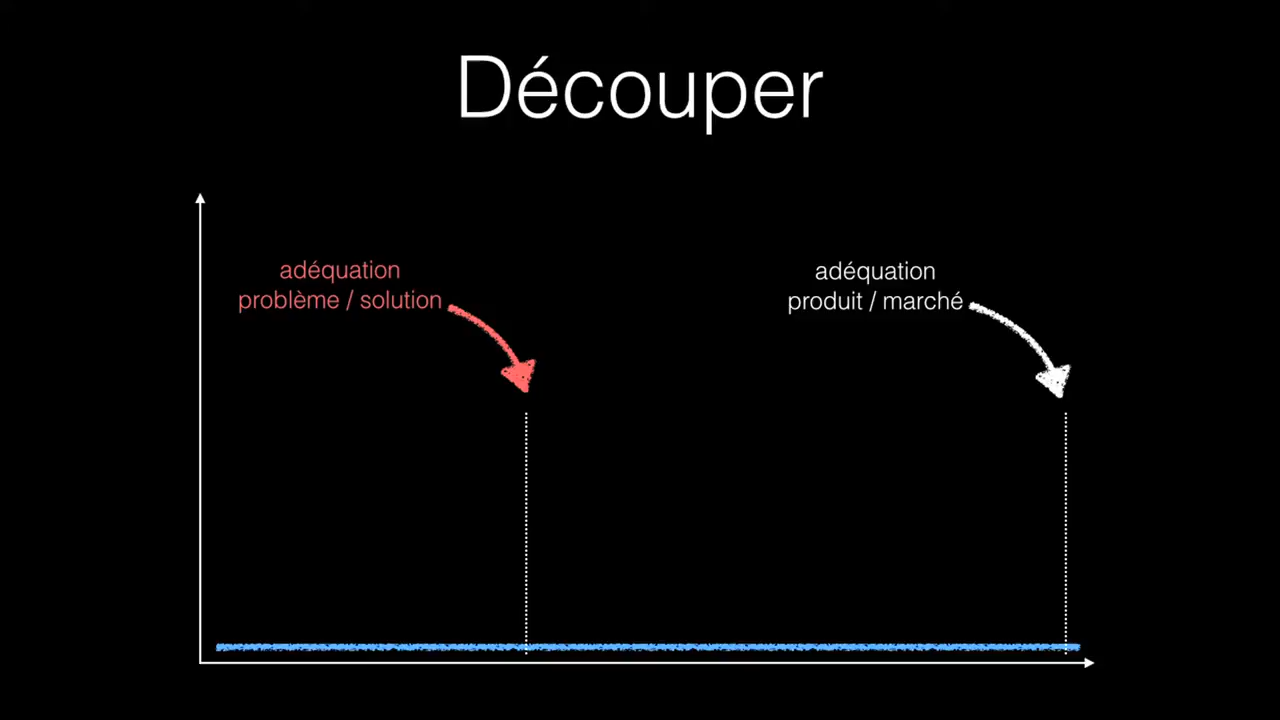 Découper
adéquation
problème / solution
adéquation
produit / marché